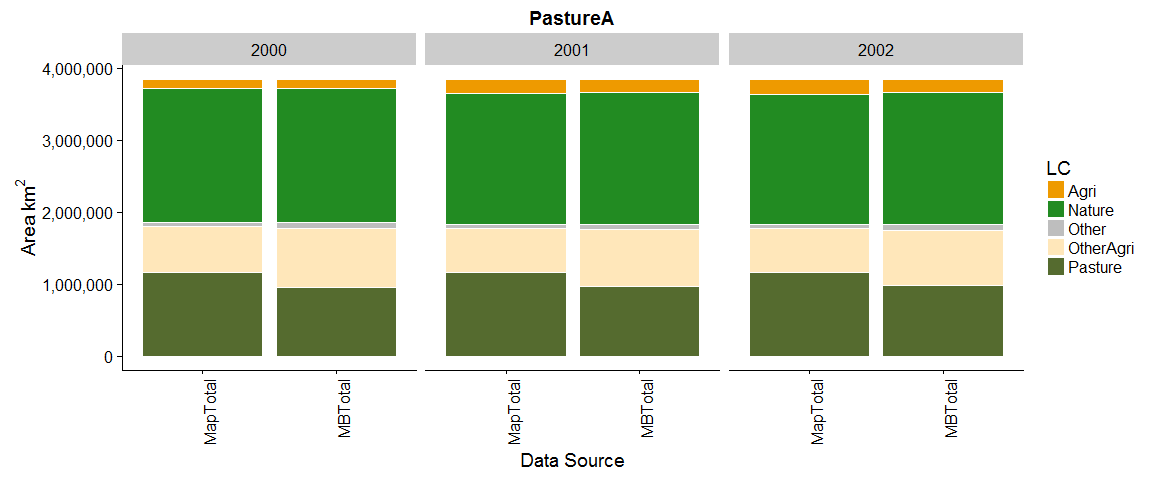 PastureA
2000 2001 2002
4,000,000
3,000,000
2,000,000
1,000,000
0
Area km²
MapTotal MBTotal MapTotal MBTotal MapTotal MBTotal
Data Source
LC
Agri
Nature
Other
OtherAgri
Pasture